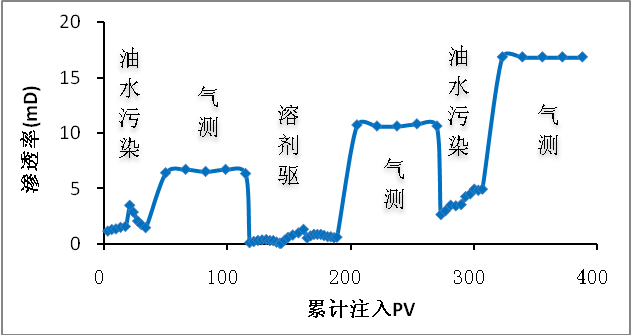 渗透率(mD)
20
15
10
5
0
油水污染
气测
溶剂驱
气测
油水污染
气测
0
100
200
300
400
累计注入PV